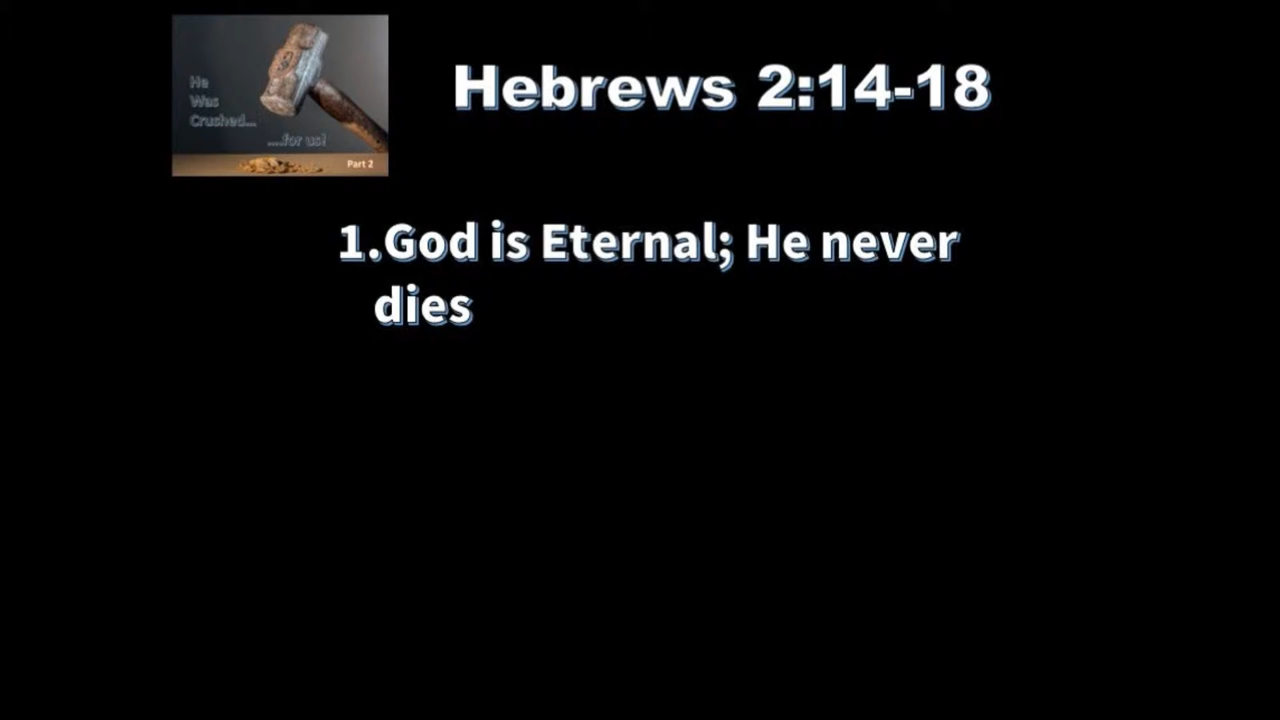 He
Was
Crushed...
....for us!
Part 2
Hebrews 2:14-18
1.God is Eternal; He never
dies